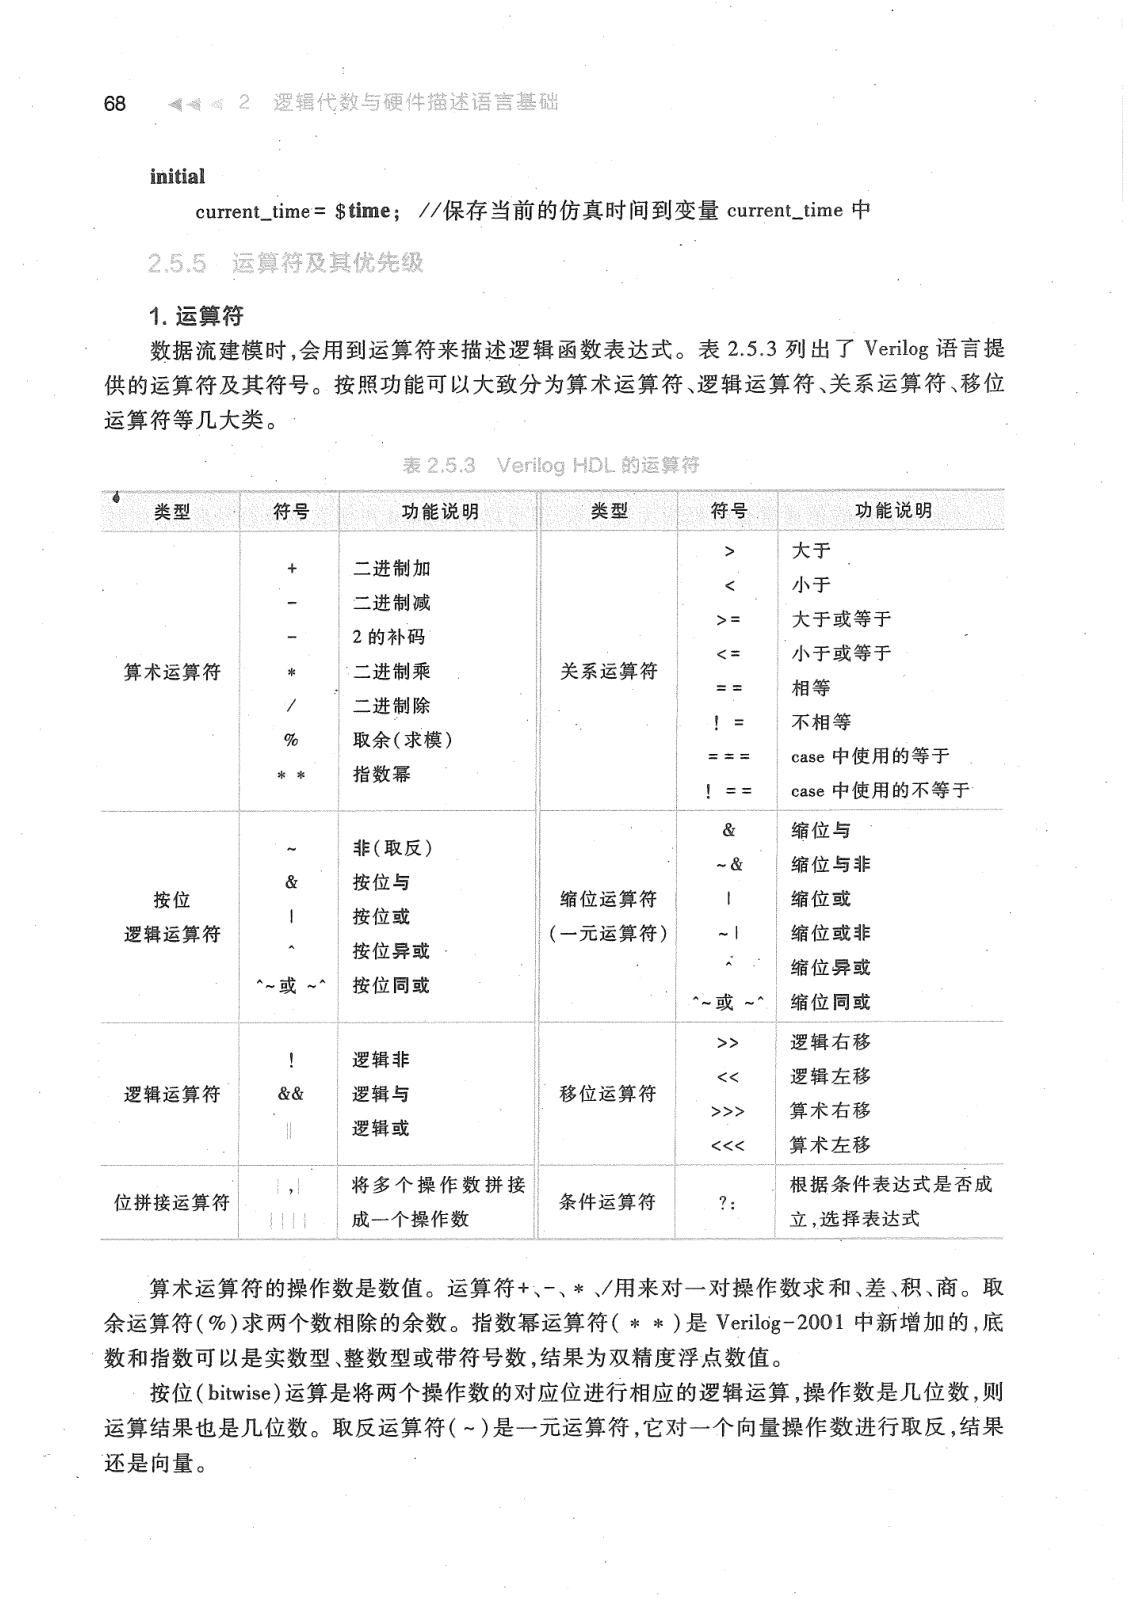 68 2 逻辑代数与硬件描述语言基础
initial
current_time = $time; //保存当前的仿真时间到变量 current_time 中
2.5.5 运算符及其优先级
1. 运算符
数据流建模时,会用到运算符来描述逻辑函数表达式。表 2.5.3 列出了 Verilog 语言提
供的运算符及其符号。按照功能可以大致分为算术运算符、逻辑运算符、关系运算符、移位
运算符等几大类。
表 2.5.3 Verilog HDL 的运算符
类型 符号 功能说明 类型 符号 功能说明
算术运算符
+ 二进制加
- 二进制减
- 2 的补码
* 二进制乘
/ 二进制除
% 取余(求模)
* * 指数幂
关系运算符
> 大于
< 小于
>= 大于或等于
<= 小于或等于
== 相等
! = 不相等
=== case 中使用的等于
! == case 中使用的不等于
按位
逻辑运算符
~ 非(取反)
& 按位与
| 按位或
^ 按位异或
^~或 ~^ 按位同或
缩位运算符
(一元运算符)
& 缩位与
~& 缩位与非
| 缩位或
~| 缩位或非
^ 缩位异或
^~或 ~^ 缩位同或
逻辑运算符
! 逻辑非
&& 逻辑与
|| 逻辑或
移位运算符
>> 逻辑右移
<< 逻辑左移
>>> 算术右移
<<< 算术左移
位拼接运算符
将多个操作数拼接
成一个操作数
条件运算符
?:
根据条件表达式是否成
立,选择表达式
算术运算符的操作数是数值。运算符+、-、*、/用来对一对操作数求和、差、积、商。取
余运算符(%)求两个数相除的余数。指数幂运算符( * * )是 Verilog-2001 中新增加的,底
数和指数可以是实数型、整数型或带符号数,结果为双精度浮点数值。
按位(bitwise)运算是将两个操作数的对应位进行相应的逻辑运算,操作数是几位数,则
运算结果也是几位数。取反运算符( ~ )是一元运算符,它对一个向量操作数进行取反,结果
还是向量。